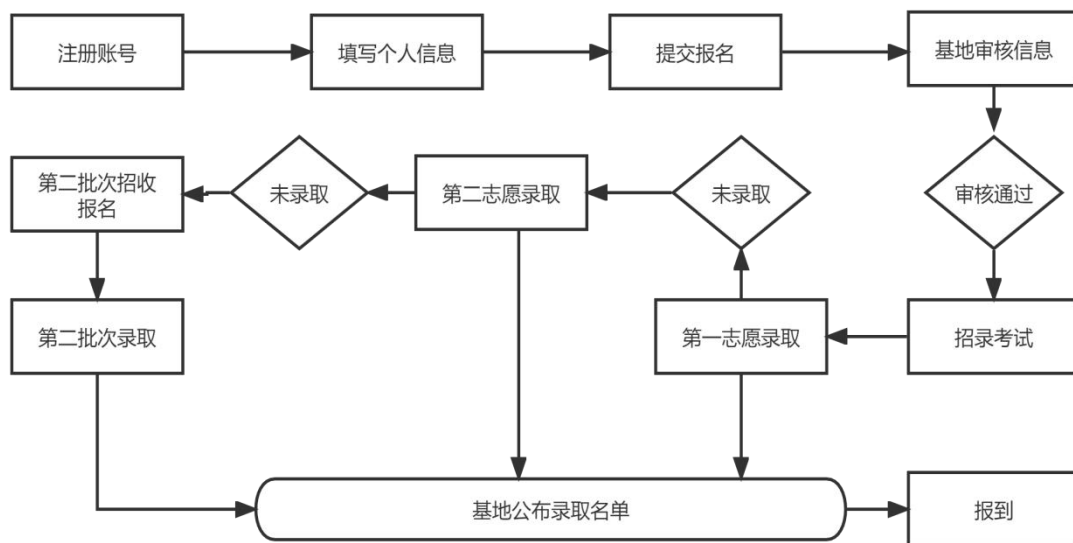 注册账号
填写个人信息
提交报名
基地审核信息
第二批次招收
报名
未录取
第二志愿录取
未录取
审核通过
第二批次录取
第一志愿录取
招录考试
基地公布录取名单
报到